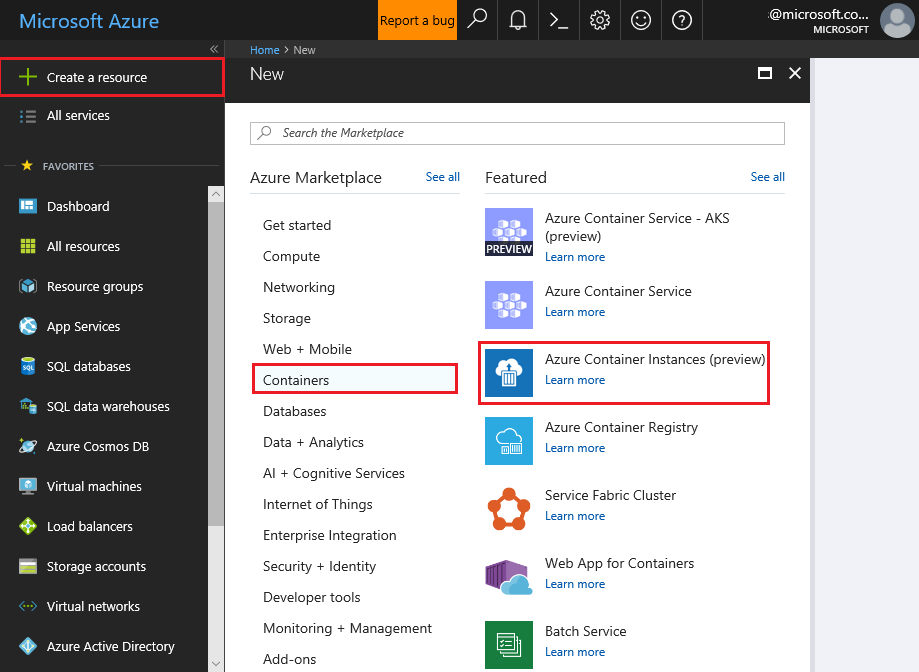 Microsoft Azure
Report a bug
:@microsoft.co...
MICROSOFT
Create a resource
All services
FAVORITES
Dashboard
All resources
Resource groups
App Services
SQL databases
SQL data warehouses
Azure Cosmos DB
Virtual machines
Load balancers
Storage accounts
Virtual networks
Azure Active Directory
Home > New
New
Search the Marketplace
Azure Marketplace
See all
Get started
Compute
Networking
Storage
Web + Mobile
Containers
Databases
Data + Analytics
AI + Cognitive Services
Internet of Things
Enterprise Integration
Security + Identity
Developer tools
Monitoring + Management
Add-ons
Featured
See all
PREVIEW
Azure Container Service - AKS
(preview)
Learn more
Azure Container Service
Learn more
Azure Container Instances (preview)
Learn more
Azure Container Registry
Learn more
Service Fabric Cluster
Learn more
Web App for Containers
Learn more
Batch Service
Learn more